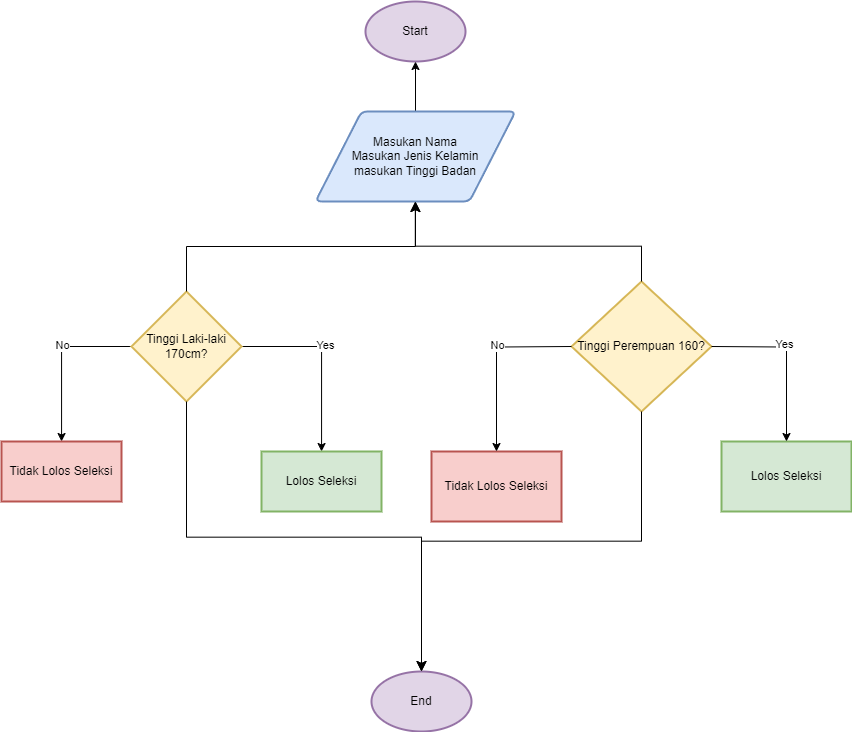 Start
Masukan Nama
Masukan Jenis Kelamin
masukan Tinggi Badan
Tinggi Laki-laki
170cm?
No
Yes
Tinggi Perempuan 160?
No
Yes
Tidak Lolos Seleksi
Lolos Seleksi
Tidak Lolos Seleksi
Lolos Seleksi
End